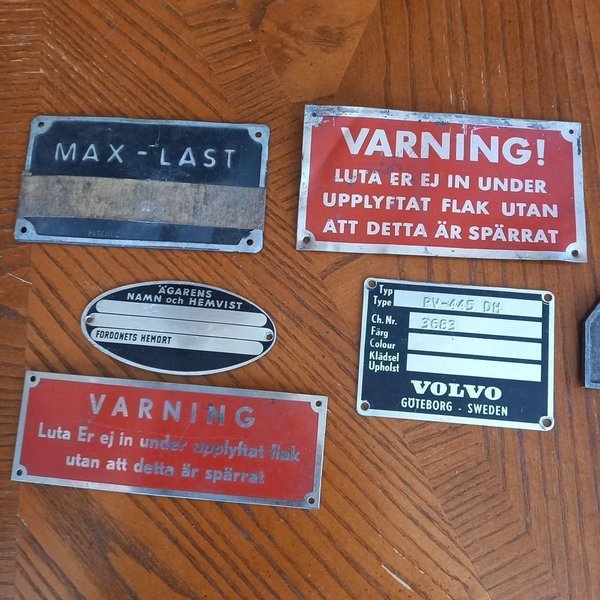 MAX-LAST
PATENT
VARNING!
LUTA ER EJ IN UNDER
UPPLYFTAT FLAK UTAN
ATT DETTA ÄR SPÄRRAT
ÄGARENS
NAMN och HEMVIST
FORDONETS HEMORT
Typ
Type PV-445 DH
Ch. Nr. 3683
Färg
Colour
Klädsel
Upholst
VOLVO
GÖTEBORG - SWEDEN
VARNING
Luta Er ej in under upplyftat flak
utan att detta är spärrat